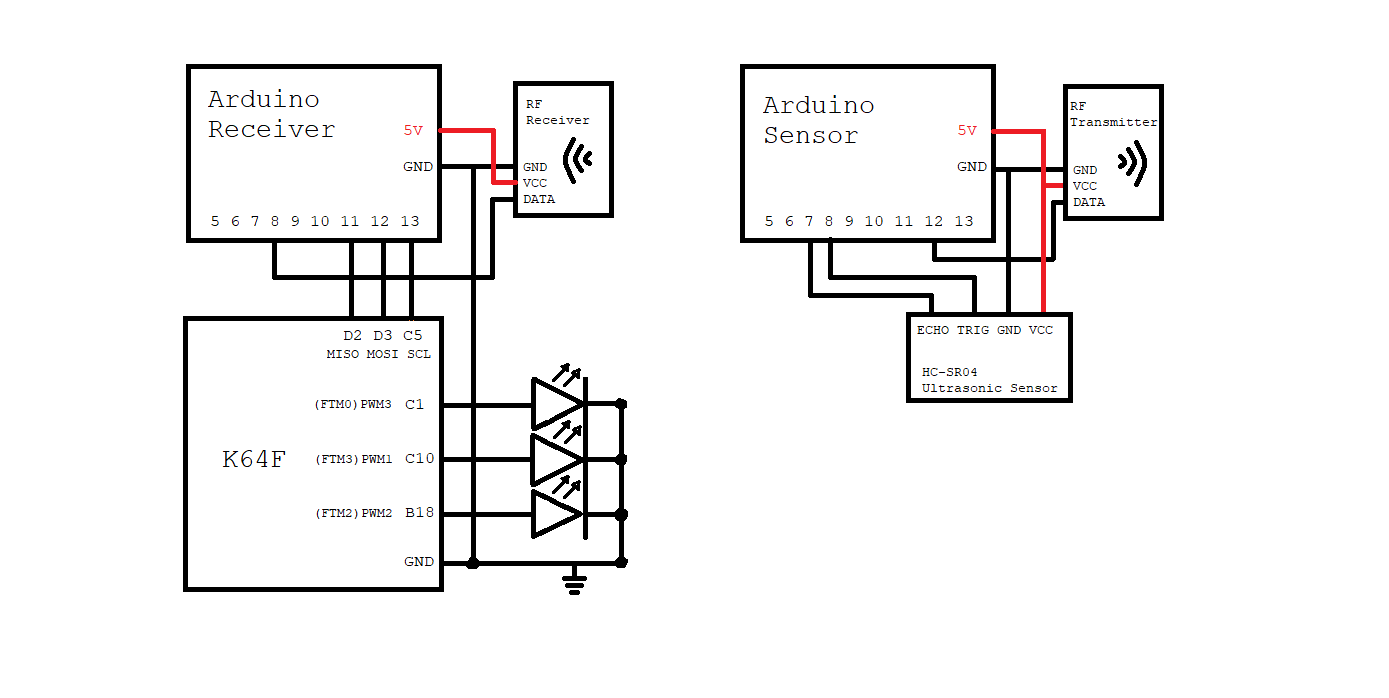 Arduino
Receiver
5V
GND
5 6 7 8 9 10 11 12 13
RF
Receiver
GND
VCC
DATA
D2 D3 C5
MISO MOSI SCL
(FTM0)PWM3 C1
K64F
(FTM3)PWM1 C10
(FTM2)PWM2 B18
GND
Arduino
Sensor
5V
GND
5 6 7 8 9 10 11 12 13
RF
Transmitter
GND
VCC
DATA
ECHO TRIG GND VCC
HC-SR04
Ultrasonic Sensor